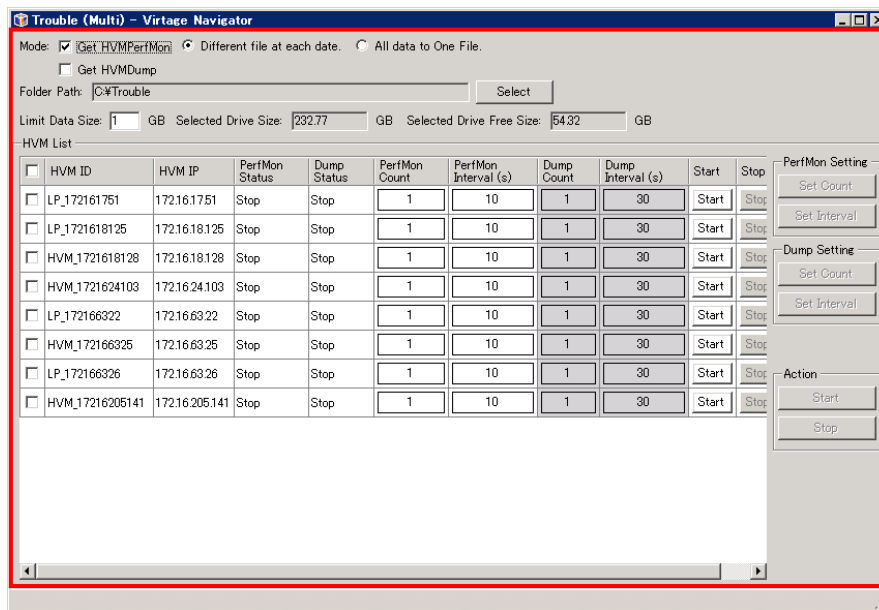 Trouble (Multi) - Virtage Navigator
Mode: Get HVMPerfMon Different file at each date. All data to One File.
Get HVMDump
Folder Path: C:¥Trouble Select
Limit Data Size: 1 GB Selected Drive Size: 232.77 GB Selected Drive Free Size: 54.32 GB
HVM List
HVM ID HVM IP PerfMon Status Dump Status PerfMon Count PerfMon Interval (s) Dump Count Dump Interval (s) Start Stop
LP_172161751 172.16.17.51 Stop Stop 1 10 1 30 Start Stop
LP_1721618125 172.16.18.125 Stop Stop 1 10 1 30 Start Stop
HVM_1721618128 172.16.18.128 Stop Stop 1 10 1 30 Start Stop
HVM_1721624103 172.16.24.103 Stop Stop 1 10 1 30 Start Stop
LP_172166322 172.16.63.22 Stop Stop 1 10 1 30 Start Stop
HVM_172166325 172.16.63.25 Stop Stop 1 10 1 30 Start Stop
LP_172166326 172.16.63.26 Stop Stop 1 10 1 30 Start Stop
HVM_17216205141 172.16.205.141 Stop Stop 1 10 1 30 Start Stop
PerfMon Setting
Set Count
Set Interval
Dump Setting
Set Count
Set Interval
Action
Start
Stop